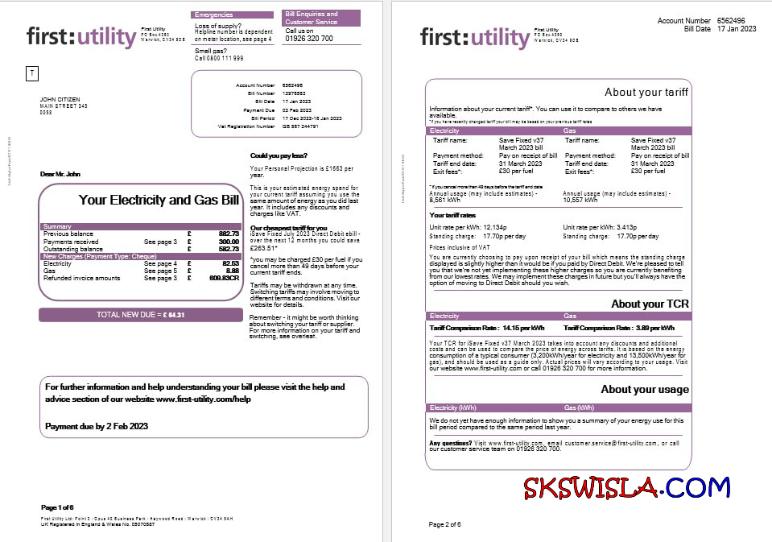 first:utility
First Utility
P O Box 4360
Warwick, CV34 9DB
Emergencies
Loss of supply?
Helpline number is dependent
on meter location, see page 4
Smell gas?
Call 0800 111 999
Bill Enquiries and
Customer Service
Call us on
01926 320 700
T
JOHN CITIZEN
MAIN STREET 243
Account Number 6562496
Bill Number
Bill Date 17 Jan 2023
Payment Due 02 Feb 2023
Bill Period 17 Dec 2022-16 Jan 2023
Vat Registration Number
Dear Mr. John
Your Electricity and Gas Bill
Summary
Previous balance £ 882.73
Payments received See page 3 £ 300.00
Outstanding balance £ 582.73
New Charges (Payment Type: Cheque)
Electricity See page 4 £ 82.53
Gas See page 5 £ 8.88
Refunded invoice amounts £ 609.83CR
TOTAL NEW DUE = £ 64.31
Could you pay less?
Your Personal Projection is £1663 per
year.
This is your estimated energy spend for
your current tariff assuming you use the
same amount of energy as you did last
year. It includes any discounts and
charges like VAT.
Our cheapest tariff for you
iSave Fixed July 2023 Direct Debit ebill -
over the next 12 months you could save
£263.51*
*you may be charged £30 per fuel if you
cancel more than 49 days before your
current tariff ends.
Tariffs may be withdrawn at any time.
Switching tariffs may involve moving to
different terms and conditions. Visit our
website for details.
Remember - it might be worth thinking
about switching your tariff or supplier.
For more information on your tariff and
switching, see overleaf.
For further information and help understanding your bill please visit the help and
advice section of our website www.first-utility.com/help
Payment due by 2 Feb 2023
Page 1 of 6
First Utility Ltd · Point 3 · Opus 40 Business Park · Haywood Road · Warwick · CV34 5AH
UK Registered in England & Wales No. 05070887
first:utility
First Utility
P O Box 4360
Warwick, CV34 9DB
Account Number 6562496
Bill Date 17 Jan 2023
About your tariff
Information about your current tariff*. You can use it to compare to others we have
available.
*If you have recently changed tariff your bill may be based on your previous tariff rates
Electricity Gas
Tariff name: Save Fixed v37 Tariff name: Save Fixed v37
March 2023 bill March 2023 bill
Payment method: Pay on receipt of bill Payment method: Pay on receipt of bill
Tariff end date: 31 March 2023 Tariff end date: 31 March 2023
Exit fees*: £30 per fuel Exit fees*: £30 per fuel
*If you cancel more than 49 days before the tariff end date
Annual usage (may include estimates) - Annual usage (may include estimates) -
8,561 kWh 10,557 kWh
Your tariff rates
Unit rate per kWh: 12.134p Unit rate per kWh: 3.413p
Standing charge: 17.70p per day Standing charge: 17.70p per day
Prices inclusive of VAT
You are currently choosing to pay upon receipt of your bill which means the standing charge
displayed is slightly higher than it would be if you paid by Direct Debit. We're pleased to tell
you that we're not yet implementing these higher charges so you are currently benefiting
from our lowest rates. We may implement these charges in future but you'll always have the
option of moving to Direct Debit should you wish.
About your TCR
Electricity Gas
Tariff Comparison Rate : 14.15 per kWh Tariff Comparison Rate : 3.89 per kWh
Your TCR for iSave Fixed v37 March 2023 takes into account any discounts and additional
costs and can be used to compare the price of energy across tariffs. It is based on the energy
consumption of a typical consumer (3,200kWh/year for electricity and 13,500kWh/year for
gas), and should be used as a guide only. Actual prices will vary according to your usage. Visit
our website www.first-utility.com or call 01926 320 700 for more information.
About your usage
Electricity (kWh) Gas (kWh)
We do not yet have enough information to show you a summary of your energy use for this
bill period compared to the same period last year.
Any questions? Visit www.first-utility.com, email customer.service@first-utility.com, or call
our customer service team on 01926 320 700.
SKSWISLA.COM
Page 2 of 6